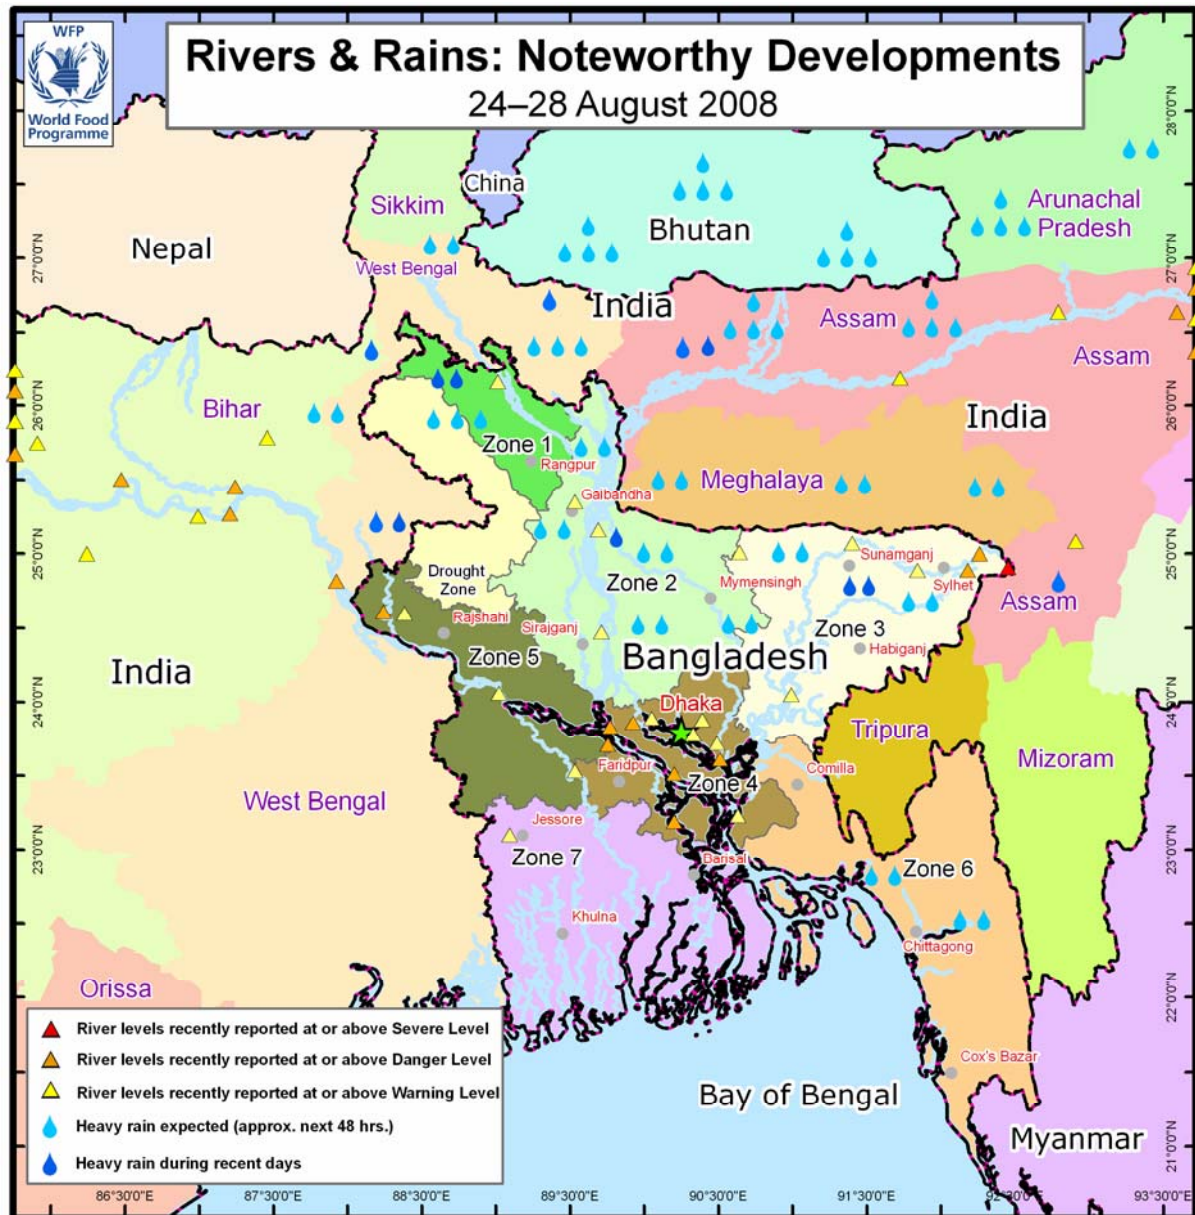 WFP
World Food
Programme
Rivers & Rains: Noteworthy Developments
24–28 August 2008
China
Sikkim
Arunachal
Pradesh
Bhutan
Nepal
West Bengal
India
Assam
Assam
Bihar
India
Zone 1
Rangpur
Meghalaya
Gaibandha
Sunamganj
Drought
Zone
Zone 2
Mymensingh
Sylhet
Assam
Rajshahi
Sirajganj
Zone 3
Habiganj
Zone 5
Bangladesh
India
Dhaka
Tripura
Mizoram
Faridpur
Zone 4
Comilla
West Bengal
Jessore
Zone 7
Barisal
Zone 6
Khulna
Chittagong
Orissa
Cox's Bazar
Bay of Bengal
Myanmar
River levels recently reported at or above Severe Level
River levels recently reported at or above Danger Level
River levels recently reported at or above Warning Level
Heavy rain expected (approx. next 48 hrs.)
Heavy rain during recent days
28°0'0"N
27°0'0"N
26°0'0"N
25°0'0"N
24°0'0"N
23°0'0"N
22°0'0"N
21°0'0"N
27°0'0"N
26°0'0"N
25°0'0"N
24°0'0"N
23°0'0"N
86°30'0"E
87°30'0"E
88°30'0"E
89°30'0"E
90°30'0"E
91°30'0"E
92°30'0"E
93°30'0"E